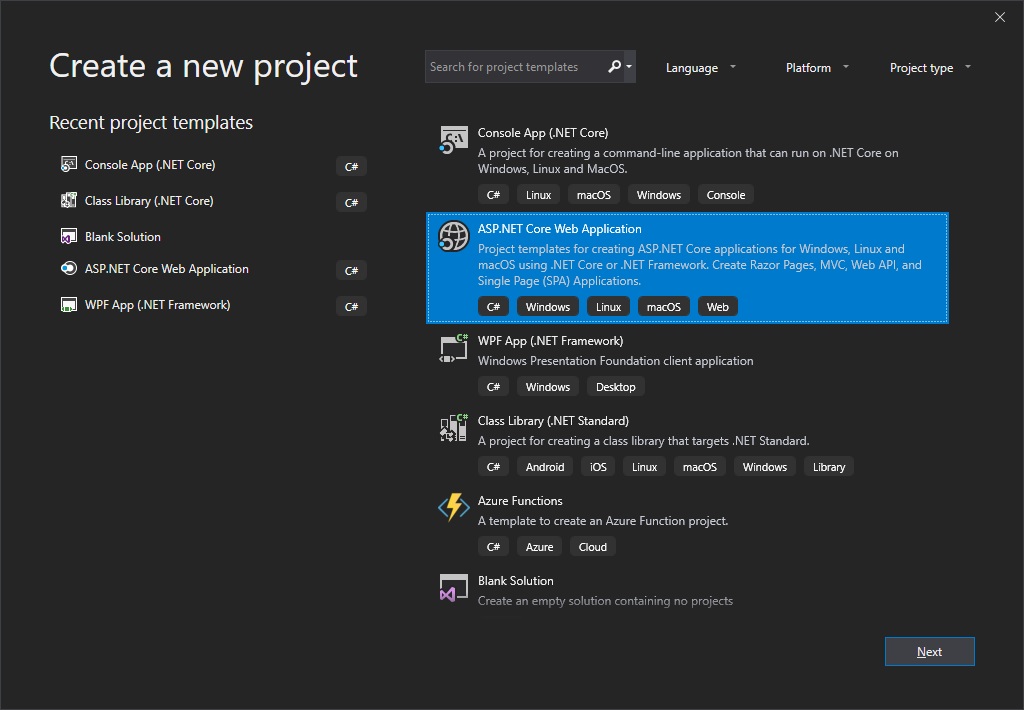 Create a new project
Search for project templates
Language
Platform
Project type
Recent project templates
Console App (.NET Core)
C#
Class Library (.NET Core)
C#
Blank Solution
ASP.NET Core Web Application
C#
WPF App (.NET Framework)
C#
Console App (.NET Core)
A project for creating a command-line application that can run on .NET Core on
Windows, Linux and MacOS.
C# Linux macOS Windows Console
ASP.NET Core Web Application
Project templates for creating ASP.NET Core applications for Windows, Linux and
macOS using .NET Core or .NET Framework. Create Razor Pages, MVC, Web API, and
Single Page (SPA) Applications.
C# Windows Linux macOS Web
WPF App (.NET Framework)
Windows Presentation Foundation client application
C# Windows Desktop
Class Library (.NET Standard)
A project for creating a class library that targets .NET Standard.
C# Android iOS Linux macOS Windows Library
Azure Functions
A template to create an Azure Function project.
C# Azure Cloud
Blank Solution
Create an empty solution containing no projects
Next